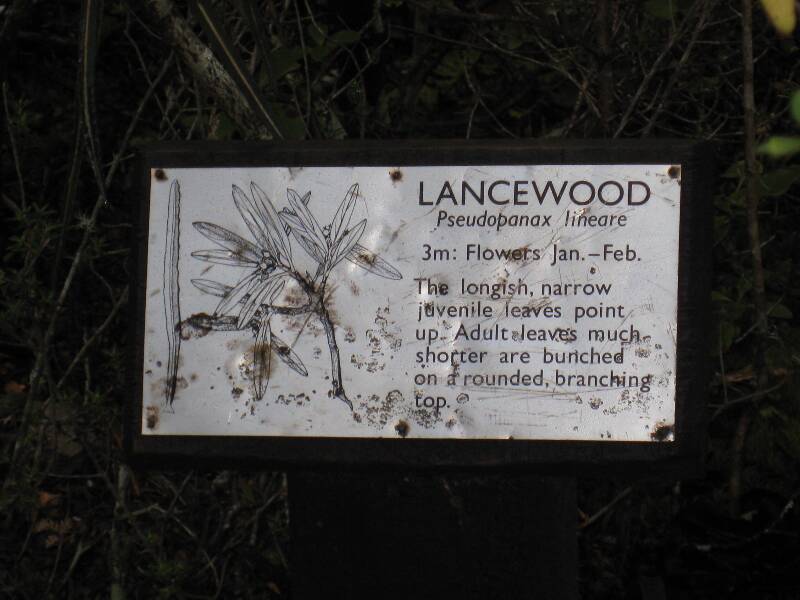 LANCEWOOD
Pseudopanax lineare
3m: Flowers Jan.–Feb.
The longish, narrow
juvenile leaves point
up. Adult leaves much
shorter are bunched
on a rounded, branching
top.